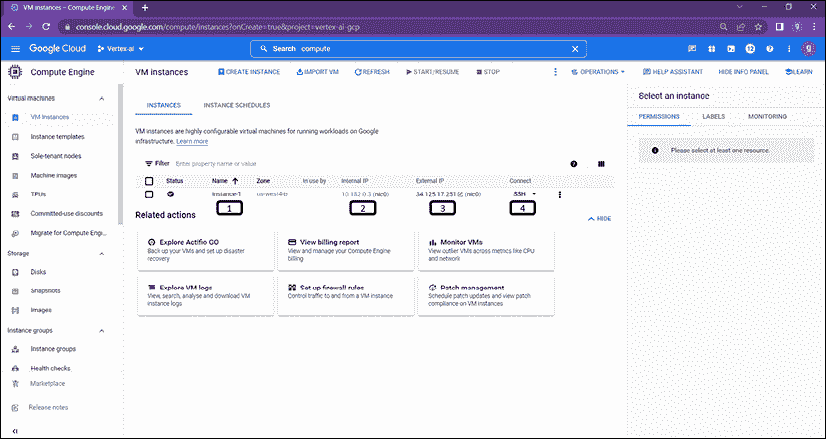 VM instances – Compute Engine
console.cloud.google.com/compute/instances?onCreate=true&project=vertex-ai-gcp
Google Cloud Vertex-ai Search compute 12 g
Compute Engine
VM instances CREATE INSTANCE IMPORT VM REFRESH START/RESUME STOP OPERATIONS HELP ASSISTANT HIDE INFO PANEL LEARN
Virtual machines
VM Instances
Instance templates
Sole-tenant nodes
Machine images
TPUs
Committed-use discounts
Migrate for Compute Engi...
Storage
Disks
Snapshots
Images
Instance groups
Instance groups
Health checks
Marketplace
Release notes
INSTANCES INSTANCE SCHEDULES
VM instances are highly configurable virtual machines for running workloads on Google
infrastructure. Learn more
Filter Enter property name or value
Status Name Zone In use by Internal IP External IP Connect
instance-1 (nic0) (nic0) SSH
1 2 3 4
Related actions
HIDE
Explore Actifio GO
Back up your VMs and set up disaster
recovery
View billing report
View and manage your Compute Engine
billing
Monitor VMs
View outlier VMs across metrics like CPU
and network
Explore VM logs
View, search, analyse and download VM
instance logs
Set up firewall rules
Control traffic to and from a VM instance
Patch management
Schedule patch updates and view patch
compliance on VM instances
Select an instance
PERMISSIONS LABELS MONITORING
Please select at least one resource.